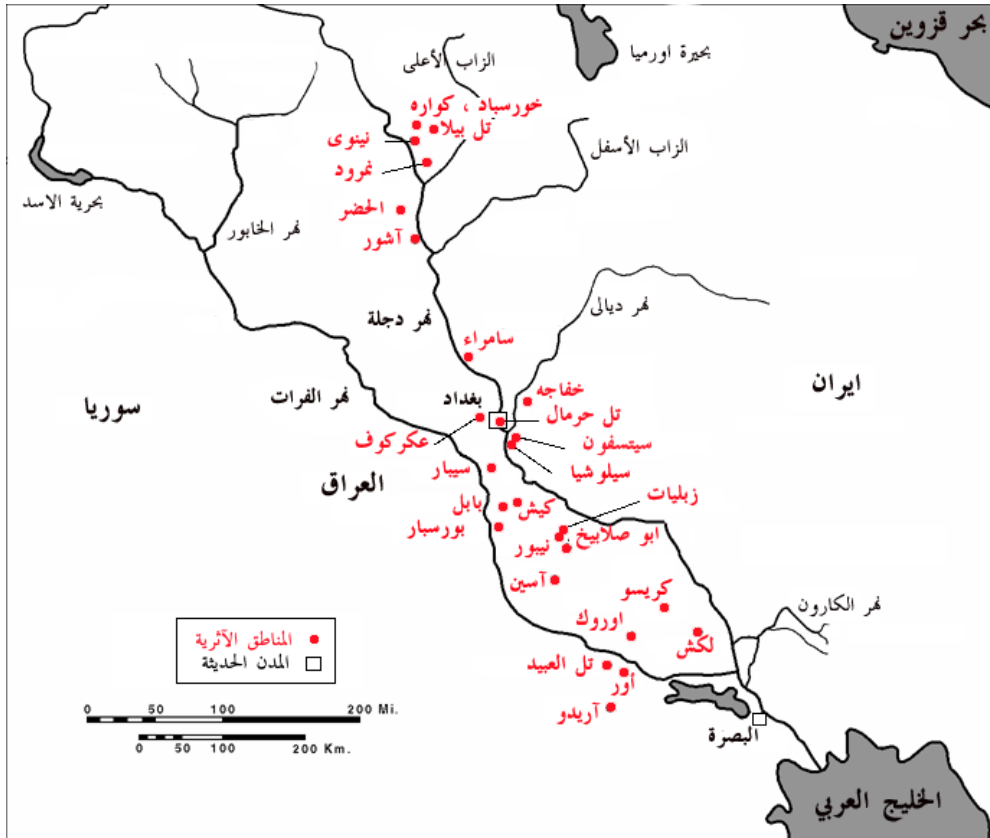 بحر قزوين
بحيرة اورميا
الزاب الأعلى
خورسباد ، كواره
تل بيلا
نينوى
نمرود
الزاب الأسفل
بحرية الاسد
الحضر
نهر الخابور
آشور
نهر ديالى
نهر دجلة
سامراء
ايران
خفاجه
نهر الفرات
بغداد
سوريا
تل حرمال
عكركوف
سيتسفون
سيلوشيا
سيبار
العراق
زبليات
بابل
كيش
بورسبار
ابو صلابيخ
نيبور
آسين
كريسو
نهر الكارون
اوروك
لكش
المناطق الآثرية
المدن الحديثة
تل العبيد
أور
آريدو
البصرة
0 50 100 200 Mi.
0 50 100 200 Km.
الخليج العربي